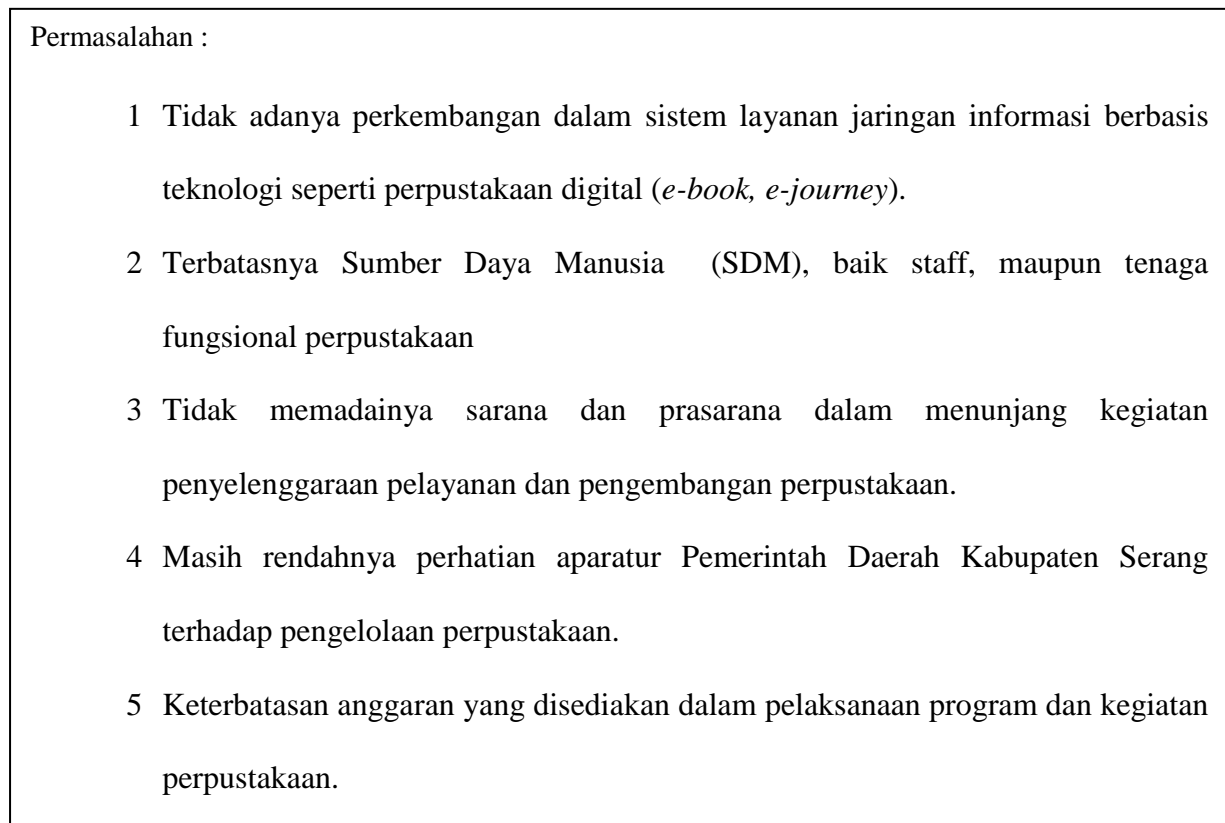 Permasalahan :
1 Tidak adanya perkembangan dalam sistem layanan jaringan informasi berbasis
teknologi seperti perpustakaan digital (e-book, e-journey).
2 Terbatasnya Sumber Daya Manusia (SDM), baik staff, maupun tenaga
fungsional perpustakaan
3 Tidak memadainya sarana dan prasarana dalam menunjang kegiatan
penyelenggaraan pelayanan dan pengembangan perpustakaan.
4 Masih rendahnya perhatian aparatur Pemerintah Daerah Kabupaten Serang
terhadap pengelolaan perpustakaan.
5 Keterbatasan anggaran yang disediakan dalam pelaksanaan program dan kegiatan
perpustakaan.